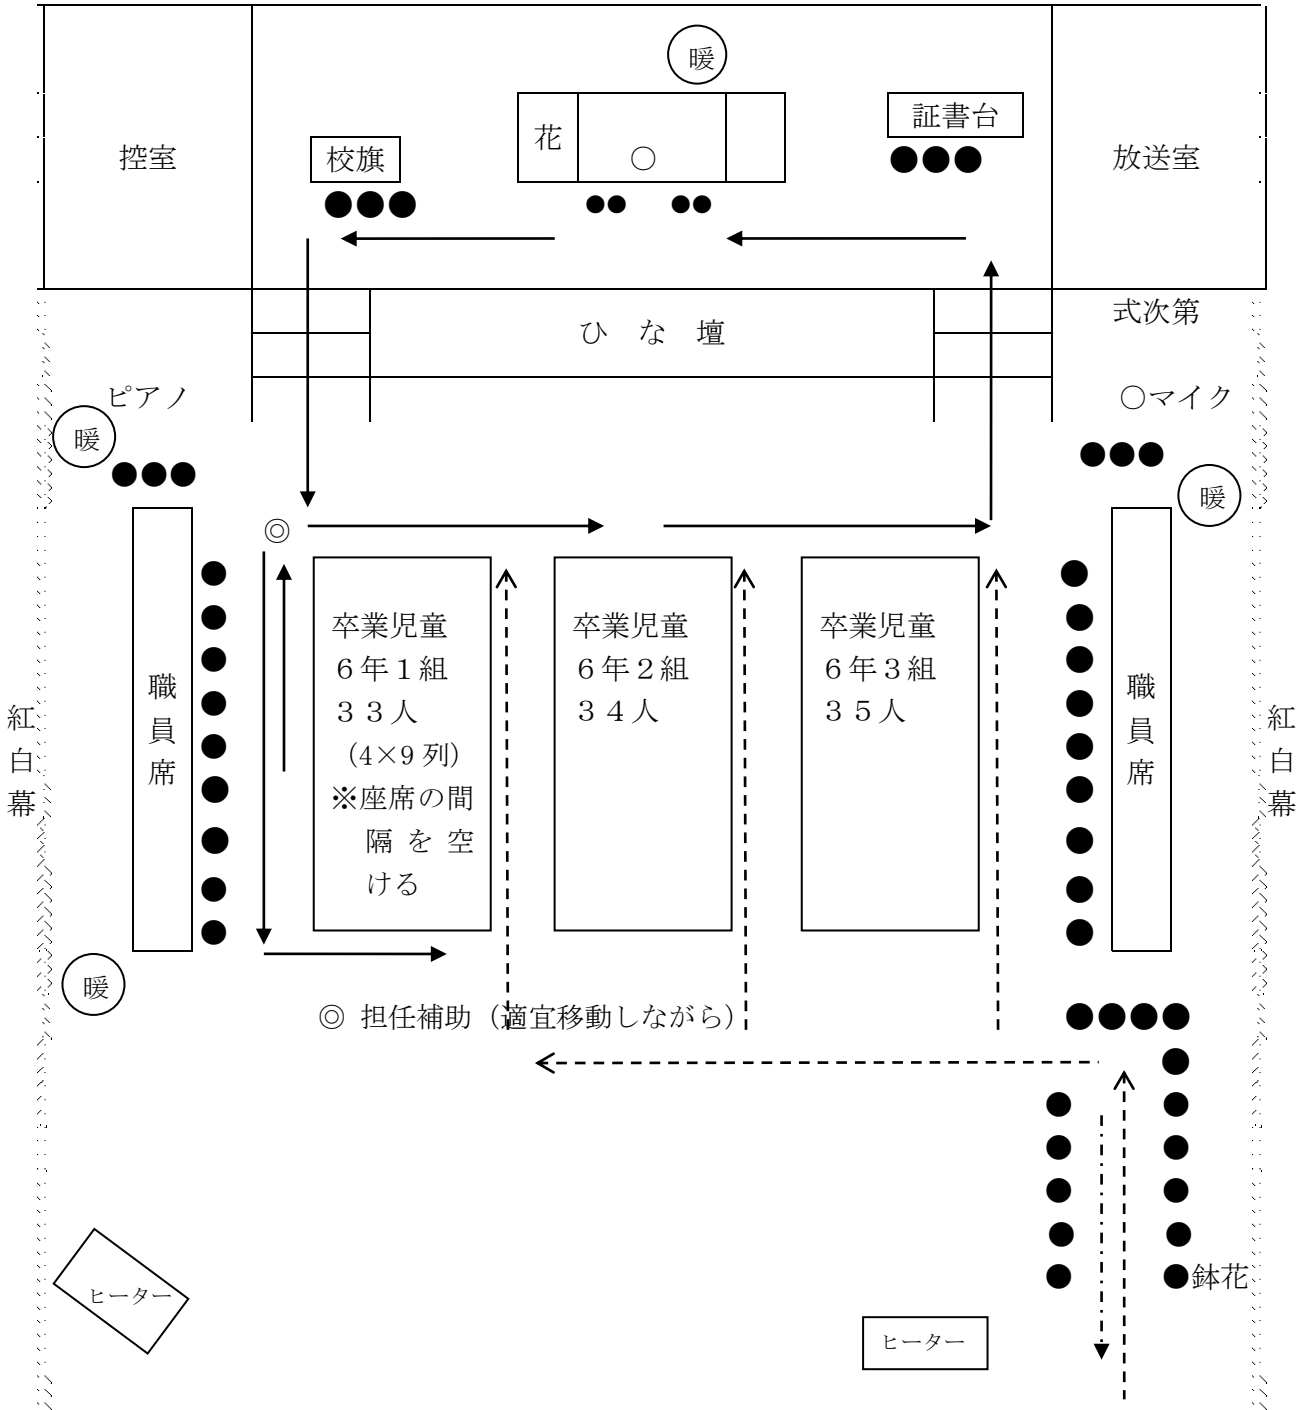 暖
花
証書台
控室
校旗
○
放送室
式次第
ひ な 壇
ピアノ
○マイク
暖
暖
◎
卒業児童
６年１組
３３人
（4×9 列）
※座席の間
隔 を 空
ける
卒業児童
６年２組
３４人
卒業児童
６年３組
３５人
職員席
職員席
紅白幕
紅白幕
暖
◎ 担任補助（適宜移動しながら）
鉢花
ヒーター
ヒーター